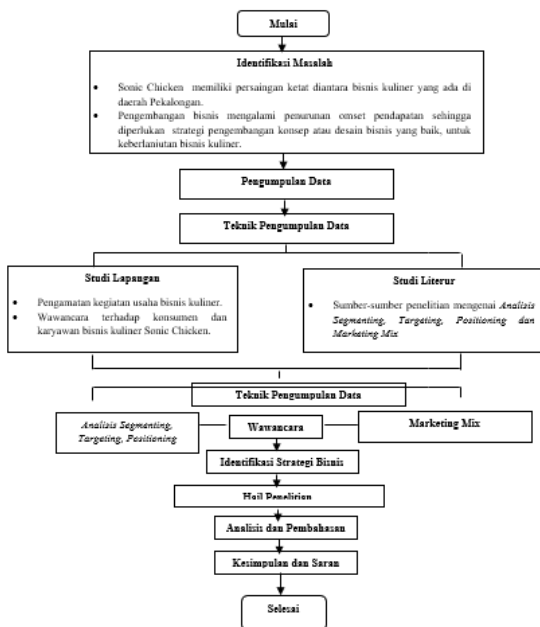 Mulai
Identifikasi Masalah
• Sonic Chicken memiliki persaingan ketat diantara bisnis kuliner yang ada di
daerah Pekalongan.
• Pengembangan bisnis mengalami penurunan omset pendapatan sehingga
diperlukan strategi pengembangan konsep atau desain bisnis yang baik, untuk
keberlanjutan bisnis kuliner.
Pengumpulan Data
Teknik Pengumpulan Data
Studi Lapangan
• Pengamatan kegiatan usaha bisnis kuliner.
• Wawancara terhadap konsumen dan
karyawan bisnis kuliner Sonic Chicken.
Studi Literur
• Sumber-sumber penelitian mengenai Analisis
Segmanting, Targeting, Positioning dan
Marketing Mix
Teknik Pengumpulan Data
Analisis Segmanting,
Targeting, Positioning
Wawancara
Marketing Mix
Identifikasi Strategi Bisnis
Hail Penelitian
Analisis dan Pembahasan
Kesimpulan dan Saran
Selesai